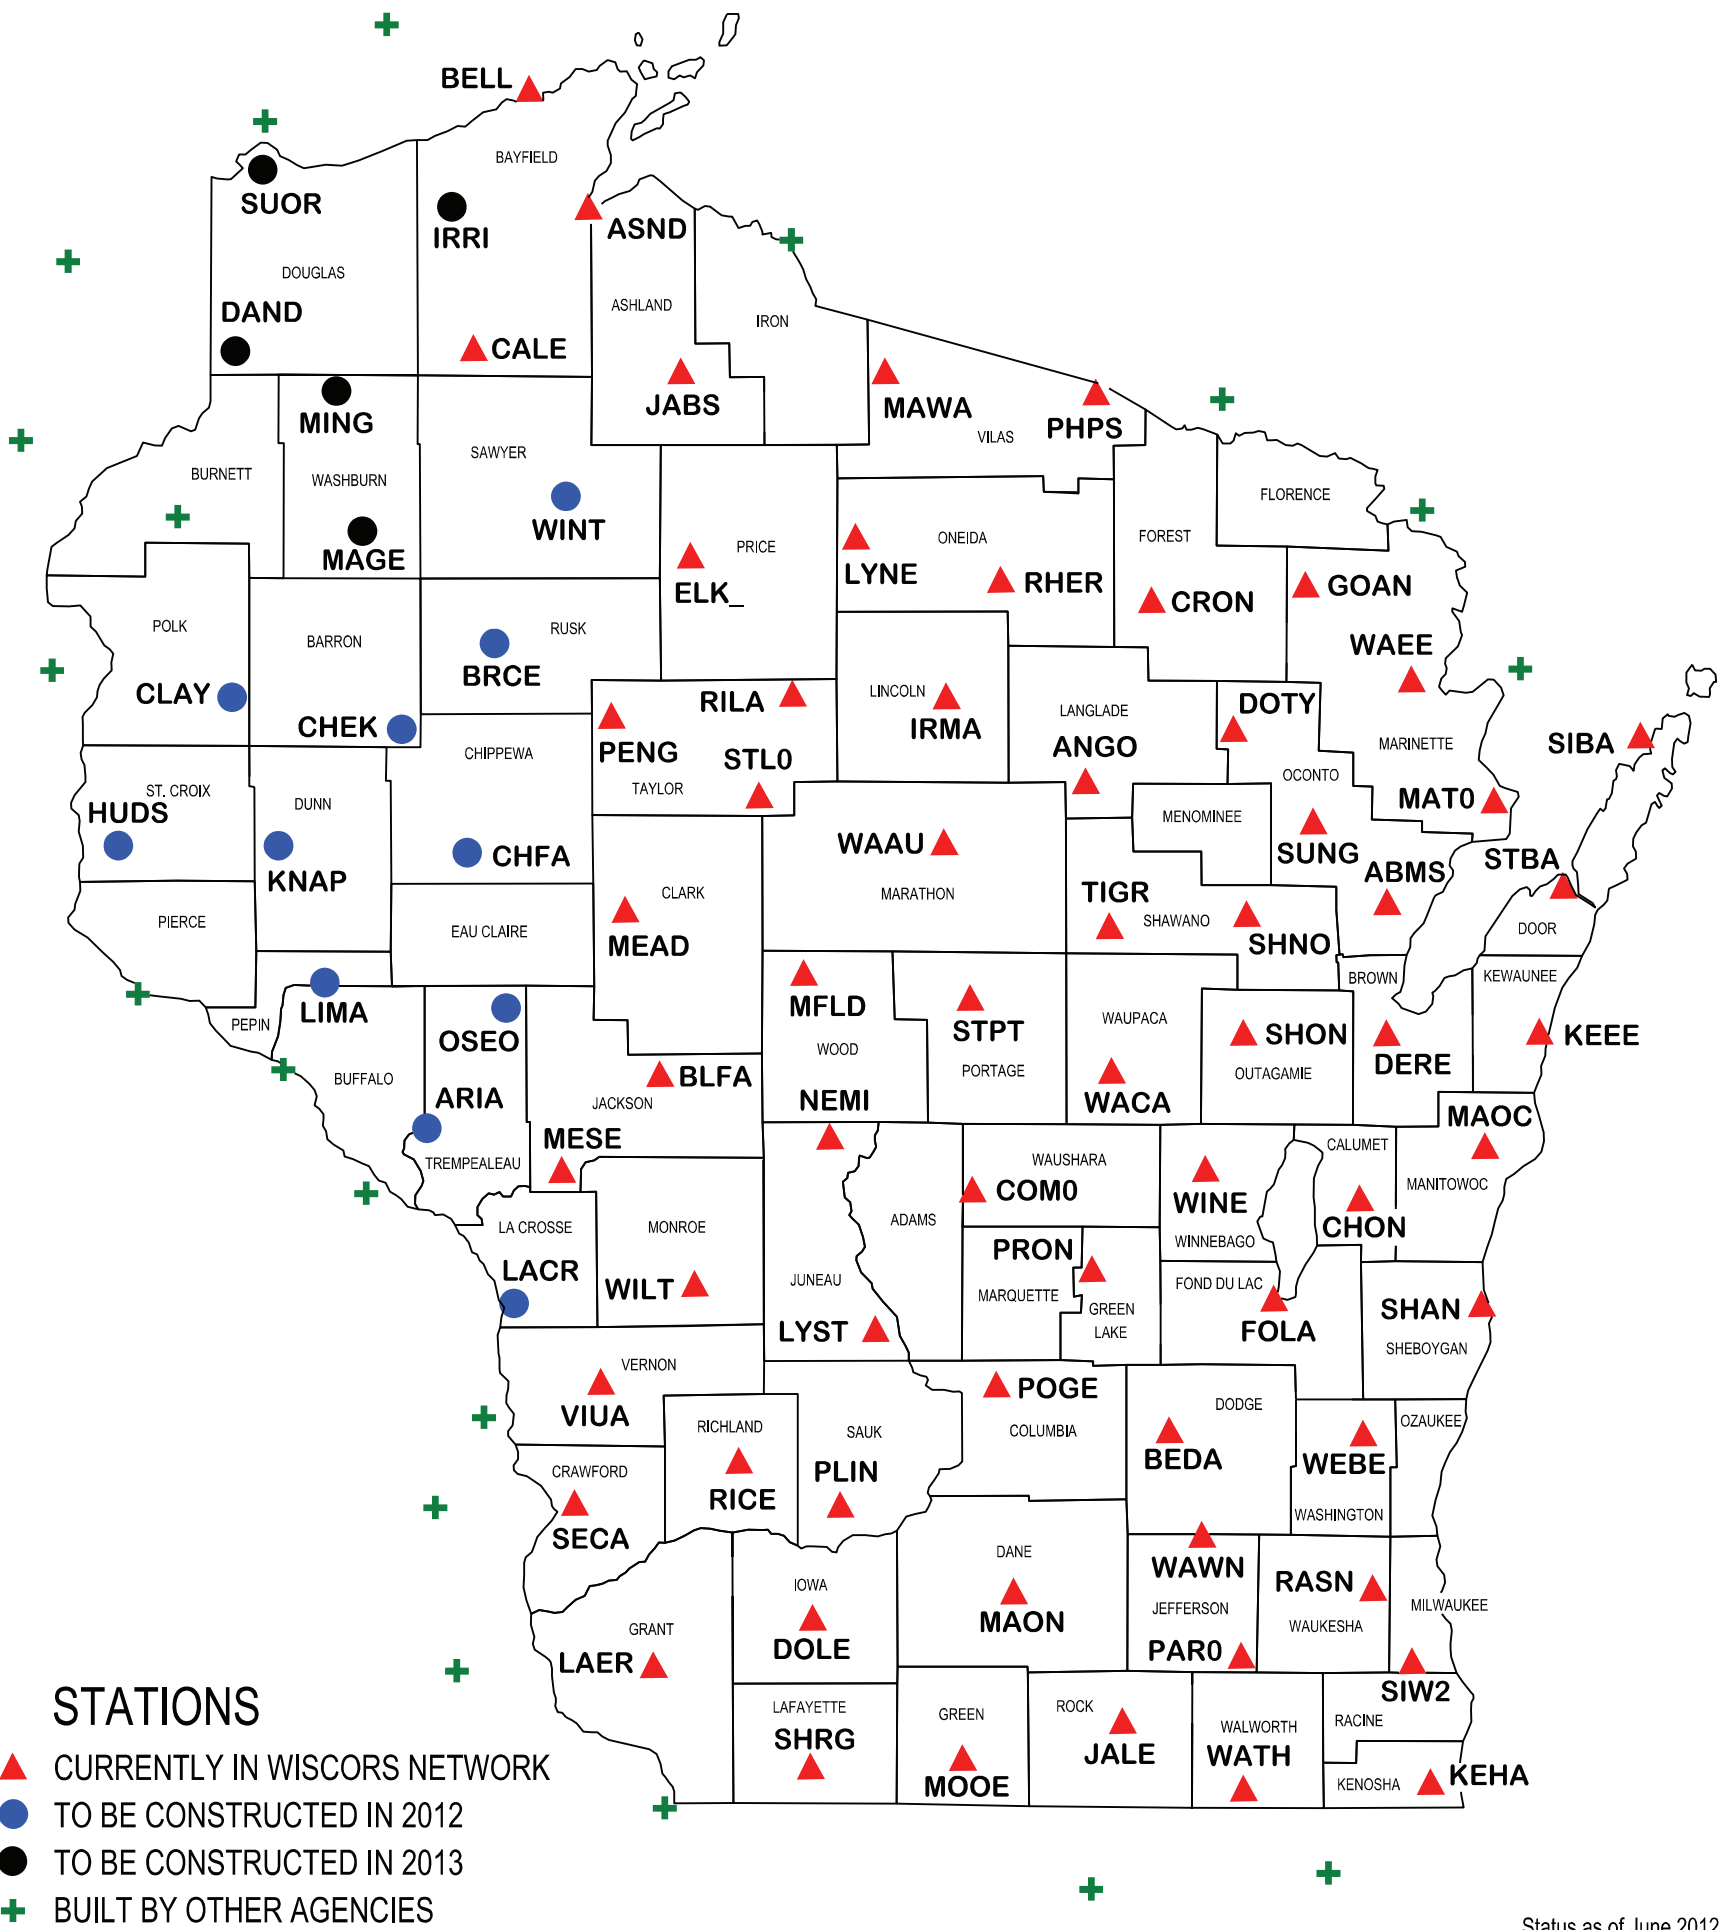 BELL
BAYFIELD
SUOR
IRRI
ASND
DOUGLAS
DAND
ASHLAND
IRON
CALE
MING
JABS
MAWA
PHPS
VILAS
SAWYER
BURNETT
WASHBURN
FLORENCE
WINT
MAGE
PRICE
ONEIDA
FOREST
LYNE
RHER
ELK_
CRON
GOAN
POLK
BARRON
RUSK
WAEE
BRCE
CLAY
CHEK
RILA
LINCOLN
IRMA
LANGLADE
DOTY
PENG
STL0
ANGO
MARINETTE
SIBA
CHIPPEWA
OCONTO
ST. CROIX
DUNN
TAYLOR
MAT0
HUDS
MENOMINEE
WAAU
SUNG
STBA
CHFA
KNAP
ABMS
CLARK
MARATHON
TIGR
SHAWANO
PIERCE
EAU CLAIRE
MEAD
SHNO
DOOR
BROWN
KEWAUNEE
LIMA
MFLD
PEPIN
OSEO
STPT
WAUPACA
SHON
KEEE
WOOD
DERE
BUFFALO
BLFA
PORTAGE
OUTAGAMIE
ARIA
JACKSON
NEMI
WACA
MAOC
MESE
TREMPEALEAU
WAUSHARA
CALUMET
COM0
WINE
MANITOWOC
LA CROSSE
MONROE
ADAMS
CHON
PRON
WINNEBAGO
LACR
WILT
JUNEAU
MARQUETTE
GREEN
LAKE
FOND DU LAC
SHAN
LYST
FOLA
SHEBOYGAN
VERNON
POGE
VIUA
DODGE
RICHLAND
SAUK
COLUMBIA
OZAUKEE
CRAWFORD
PLIN
BEDA
WEBE
RICE
WASHINGTON
SECA
DANE
WAWN
IOWA
RASN
JEFFERSON
MILWAUKEE
GRANT
MAON
WAUKESHA
DOLE
PAR0
LAER
SIW2
STATIONS
LAFAYETTE
GREEN
ROCK
WALWORTH
RACINE
SHRG
JALE
WATH
MOOE
KENOSHA
KEHA
CURRENTLY IN WISCORS NETWORK
TO BE CONSTRUCTED IN 2012
TO BE CONSTRUCTED IN 2013
BUILT BY OTHER AGENCIES
Status as of June 2012